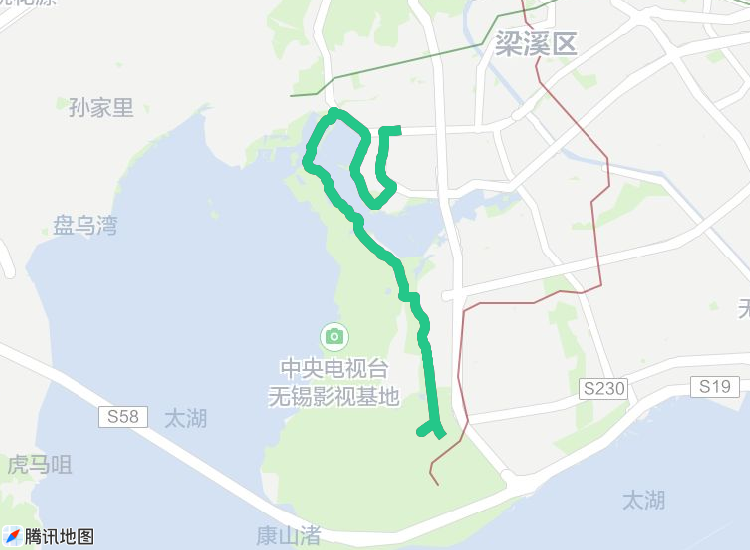 梁溪区
孙家里
盘乌湾
中央电视台
无锡影视基地
S230
S19
S58
太湖
虎马咀
太湖
康山渚
腾讯地图